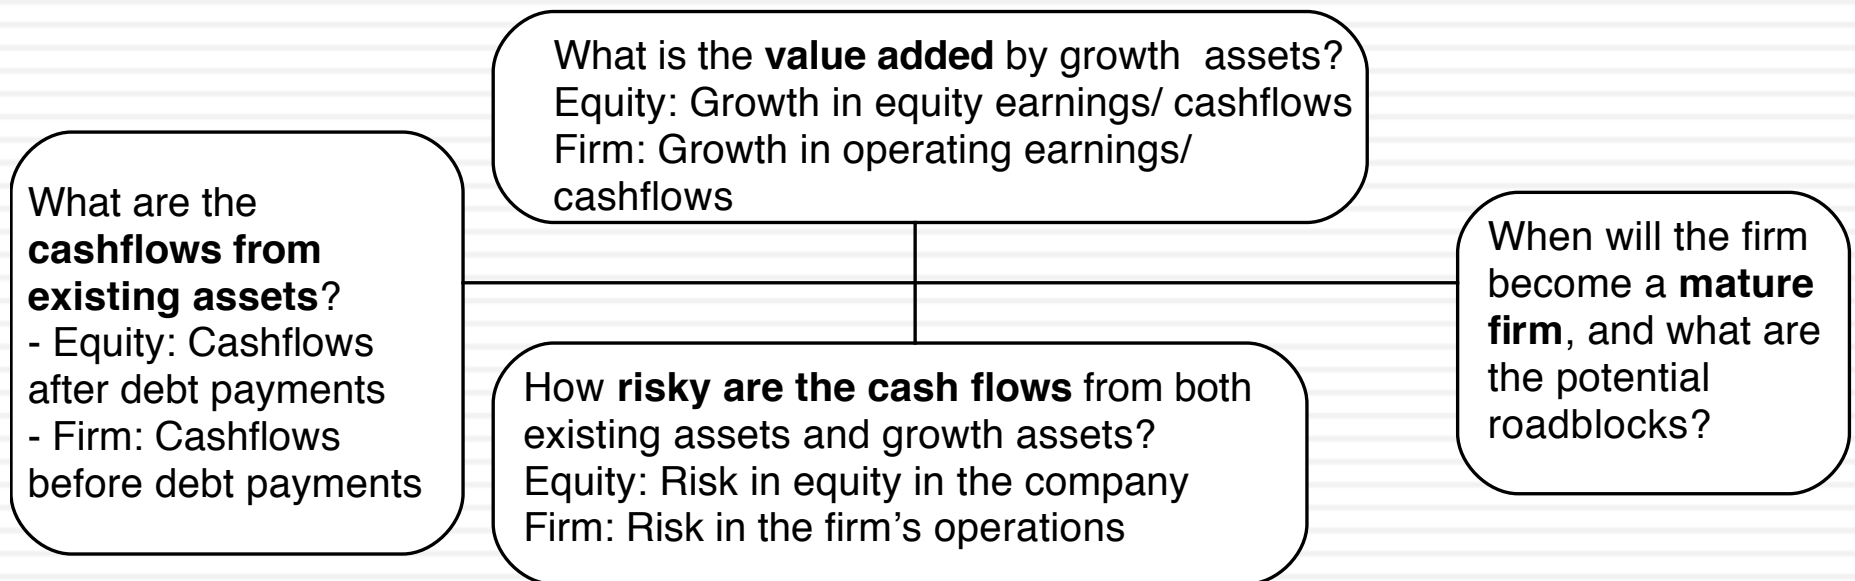 What is the value added by growth  assets?
Equity: Growth in equity earnings/ cashflows
Firm: Growth in operating earnings/
cashflows
What are the
cashflows from
existing assets?
- Equity: Cashflows
after debt payments
- Firm: Cashflows
before debt payments
How risky are the cash flows from both
existing assets and growth assets?
Equity: Risk in equity in the company
Firm: Risk in the firm’s operations
When will the firm
become a mature
firm, and what are
the potential
roadblocks?